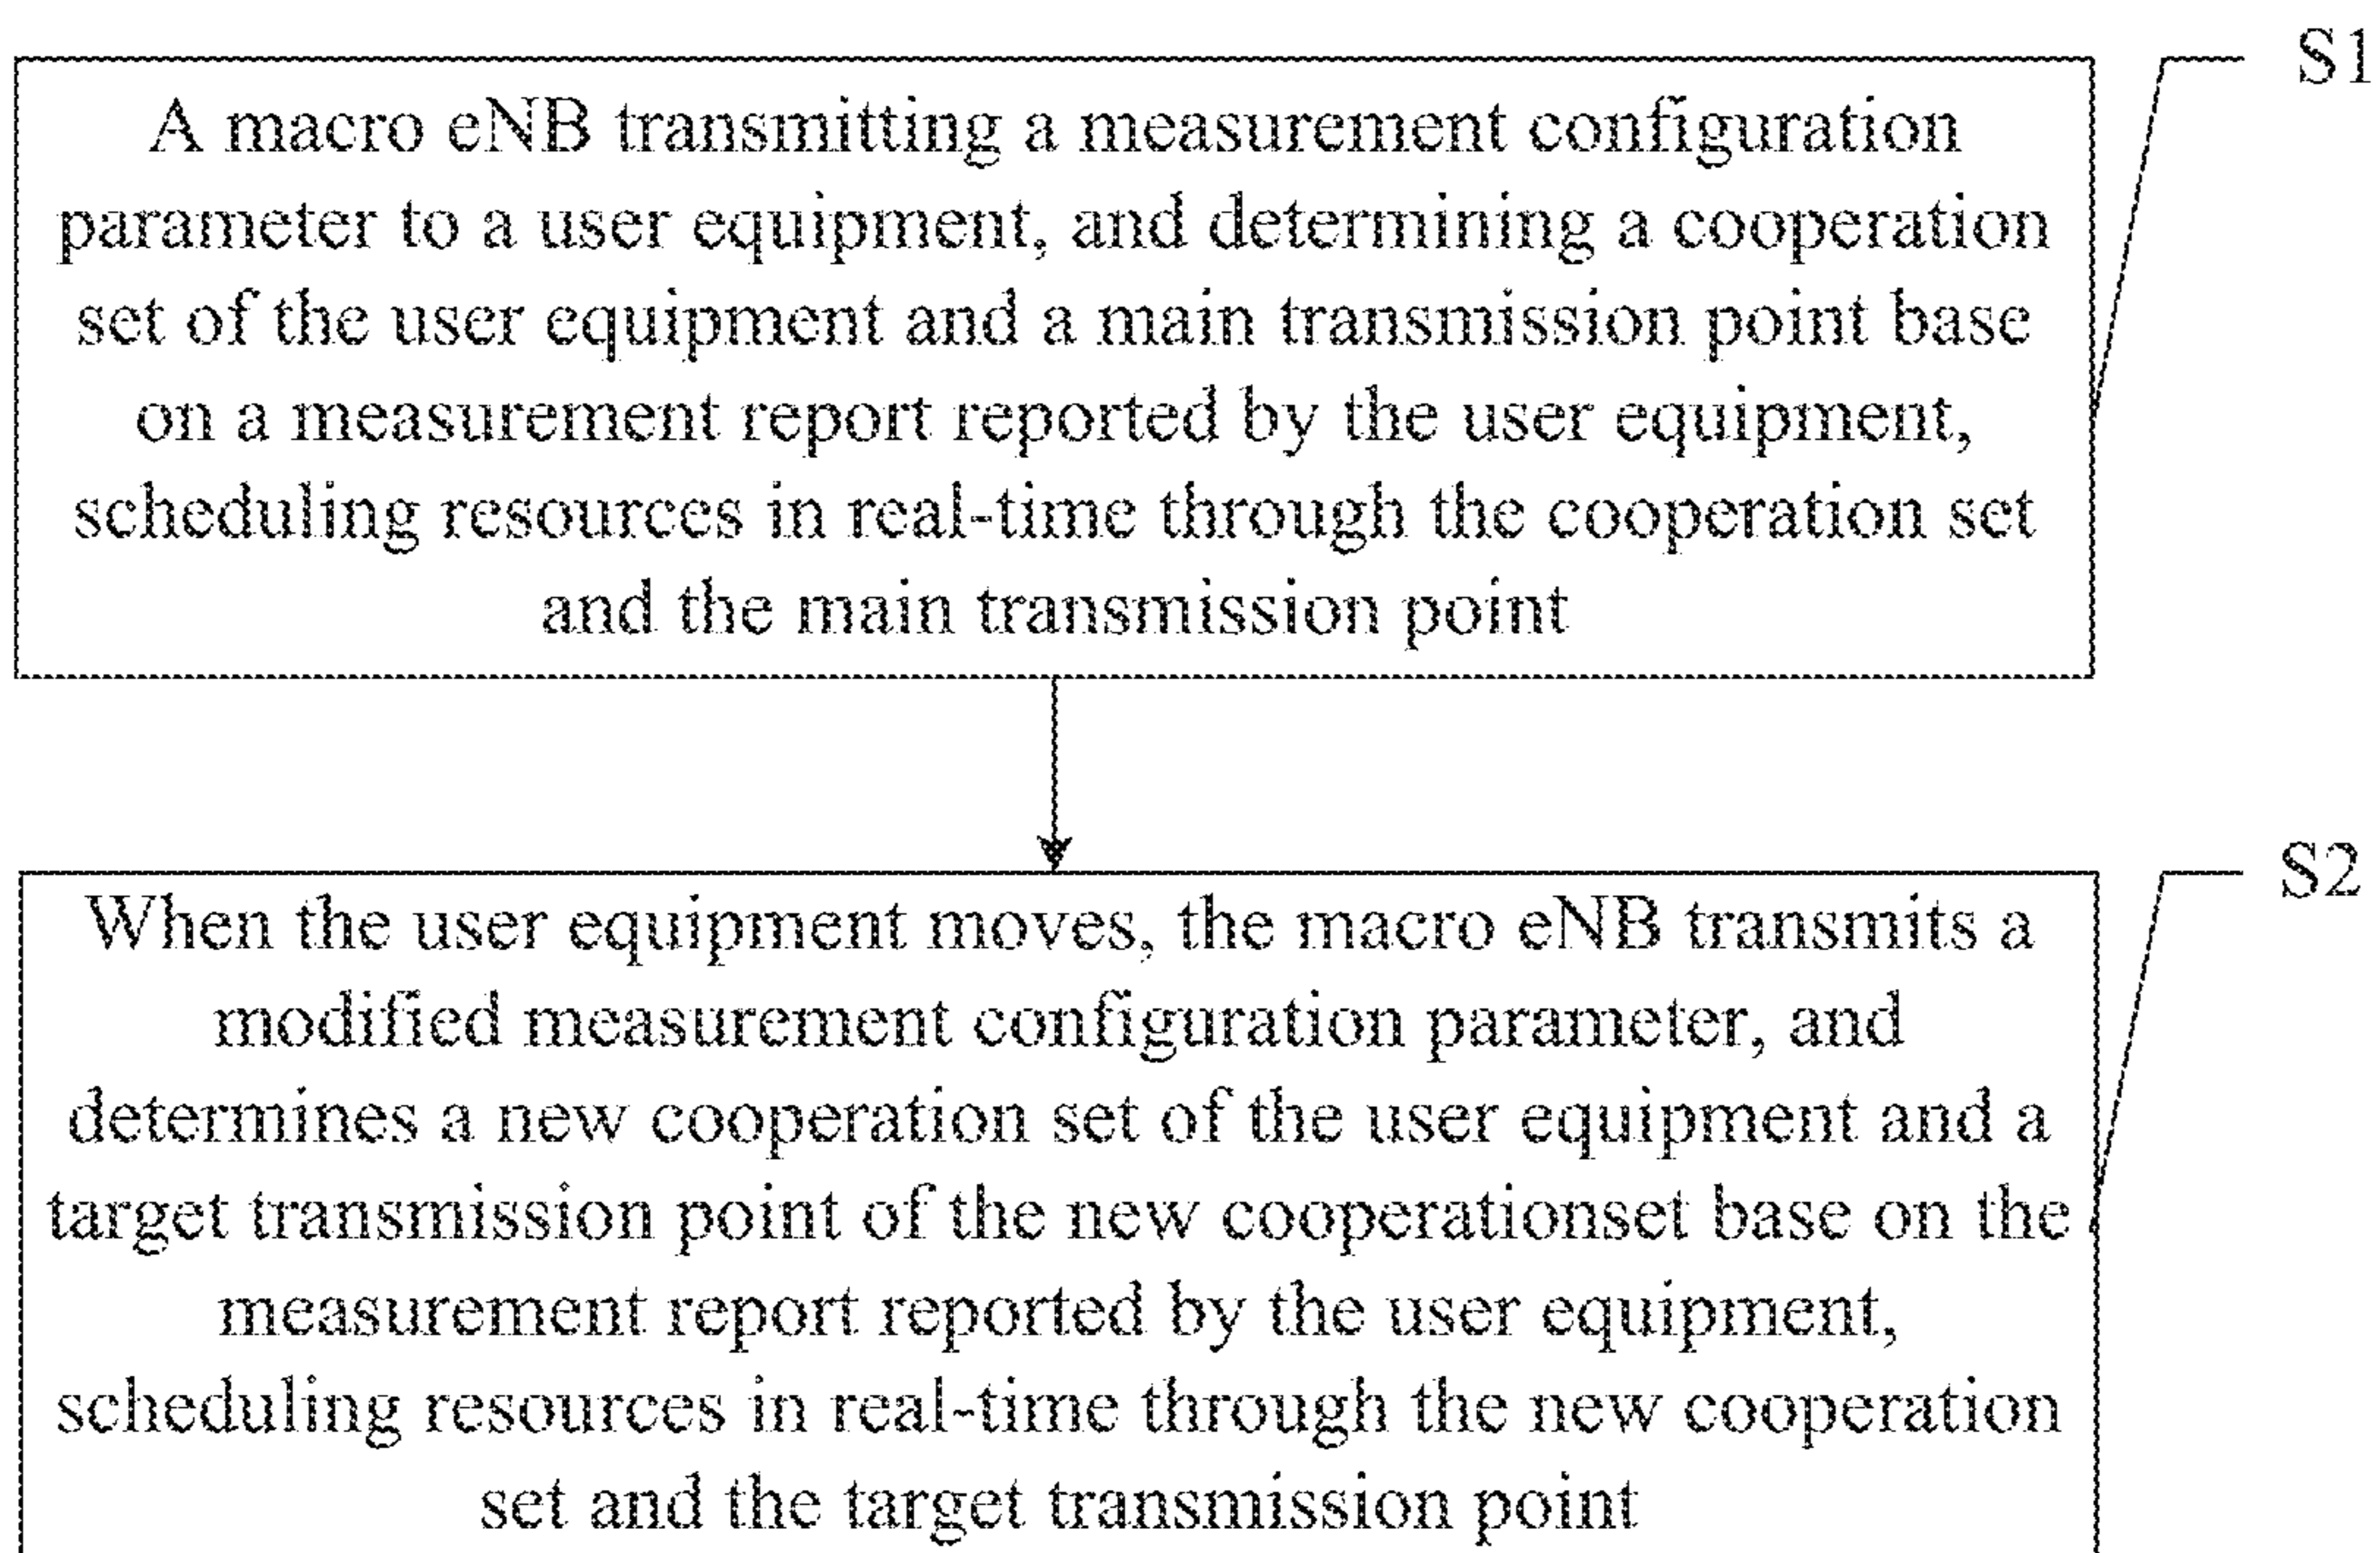 S1
A macro eNB transmitting a measurement configuration
parameter to a user equipment, and determining a cooperation
set of the user equipment and a main transmission point base
on a measurement report reported by the user equipment,
scheduling resources in real-time through the cooperation set
and the main transmission point
S2
When the user equipment moves, the macro eNB transmits a
modified measurement configuration parameter, and
determines a new cooperation set of the user equipment and a
target transmission point of the new cooperationset base on the
measurement report reported by the user equipment,
scheduling resources in real-time through the new cooperation
set and the target transmission point